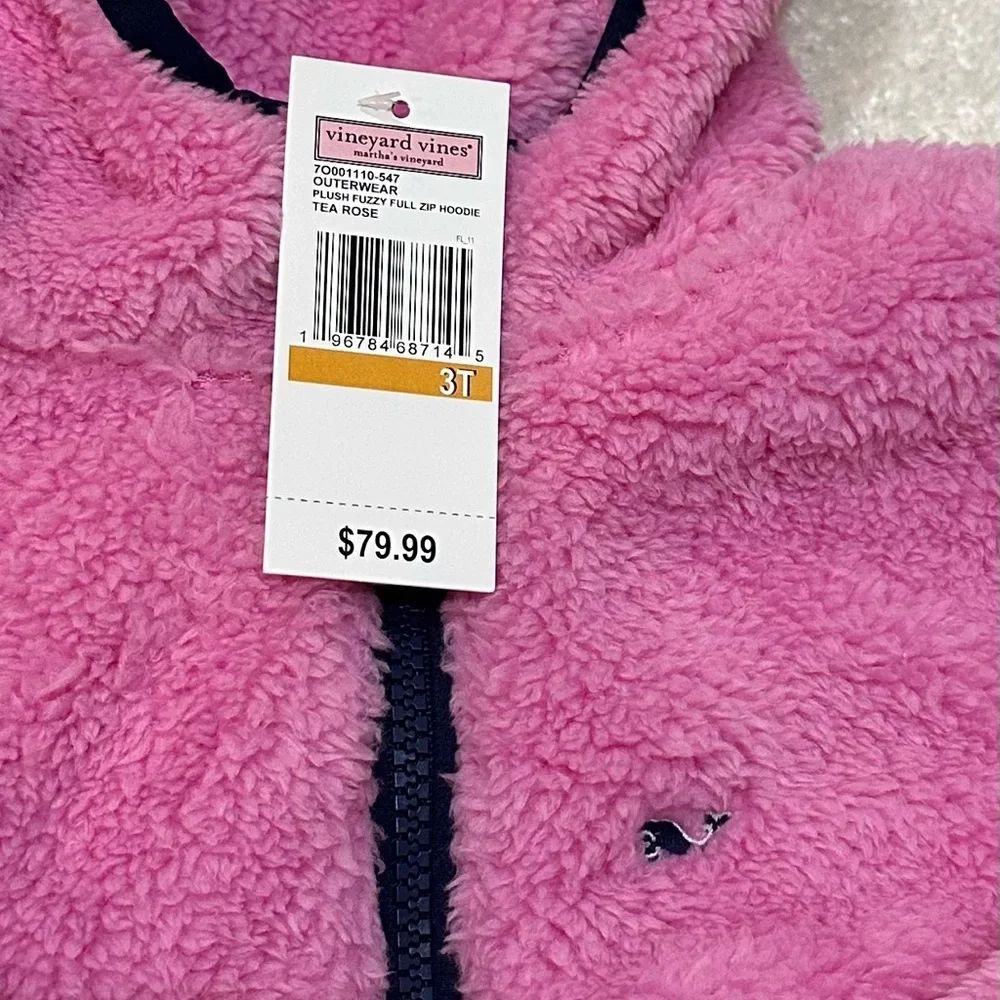 vineyard vines®
martha's vineyard
7O001110-547
OUTERWEAR
PLUSH FUZZY FULL ZIP HOODIE
TEA ROSE
FL_11
1 96784 68714 5
3T
$79.99